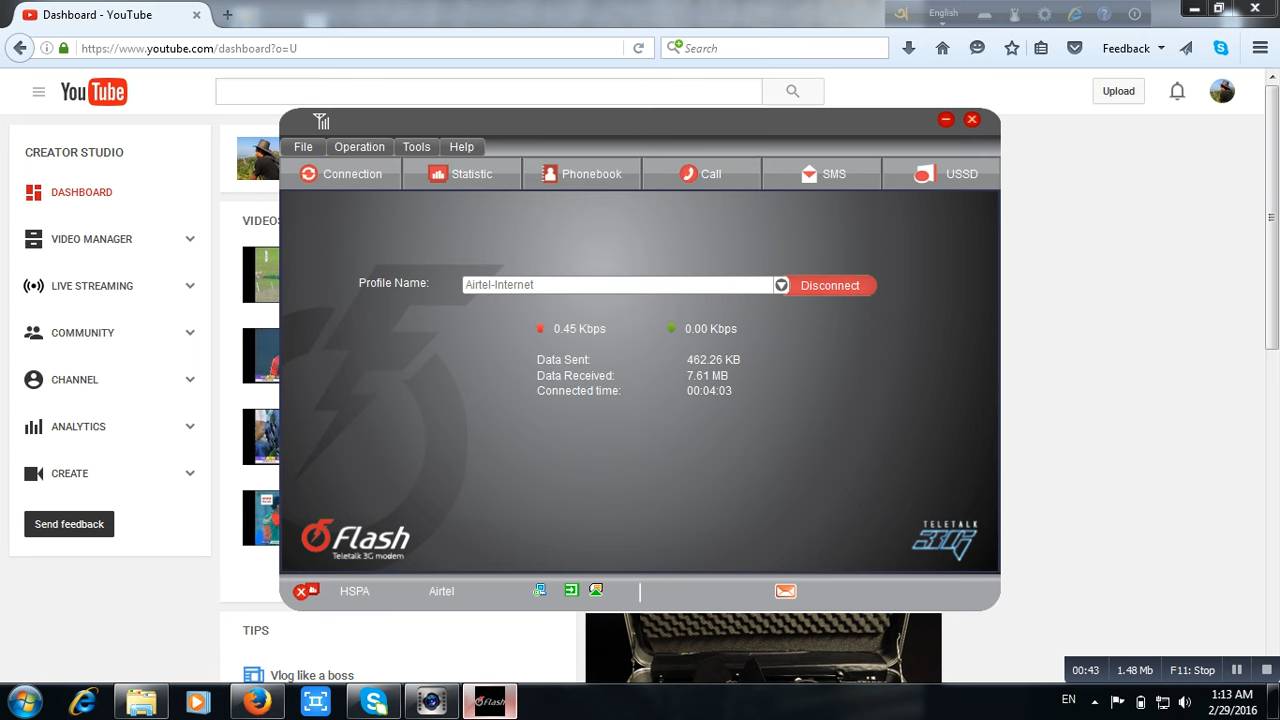 Dashboard - YouTube
English
https://www.youtube.com/dashboard?o=U
Search
Feedback
YouTube
Upload
CREATOR STUDIO
DASHBOARD
VIDEO MANAGER
LIVE STREAMING
COMMUNITY
CHANNEL
ANALYTICS
CREATE
Send feedback
VIDEOS
File Operation Tools Help
Connection Statistic Phonebook Call SMS USSD
Profile Name: Airtel-Internet Disconnect
0.45 Kbps 0.00 Kbps
Data Sent: 462.26 KB
Data Received: 7.61 MB
Connected time: 00:04:03
Flash
Teletalk 3G modem
TELETALK
3G
HSPA Airtel
TIPS
Vlog like a boss
00:43 1.48 Mb F11: Stop
Flash
EN
1:13 AM
2/29/2016